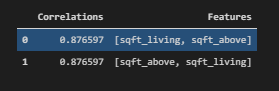 Correlations Features
0 0.876597 [sqft_living, sqft_above]
1 0.876597 [sqft_above, sqft_living]